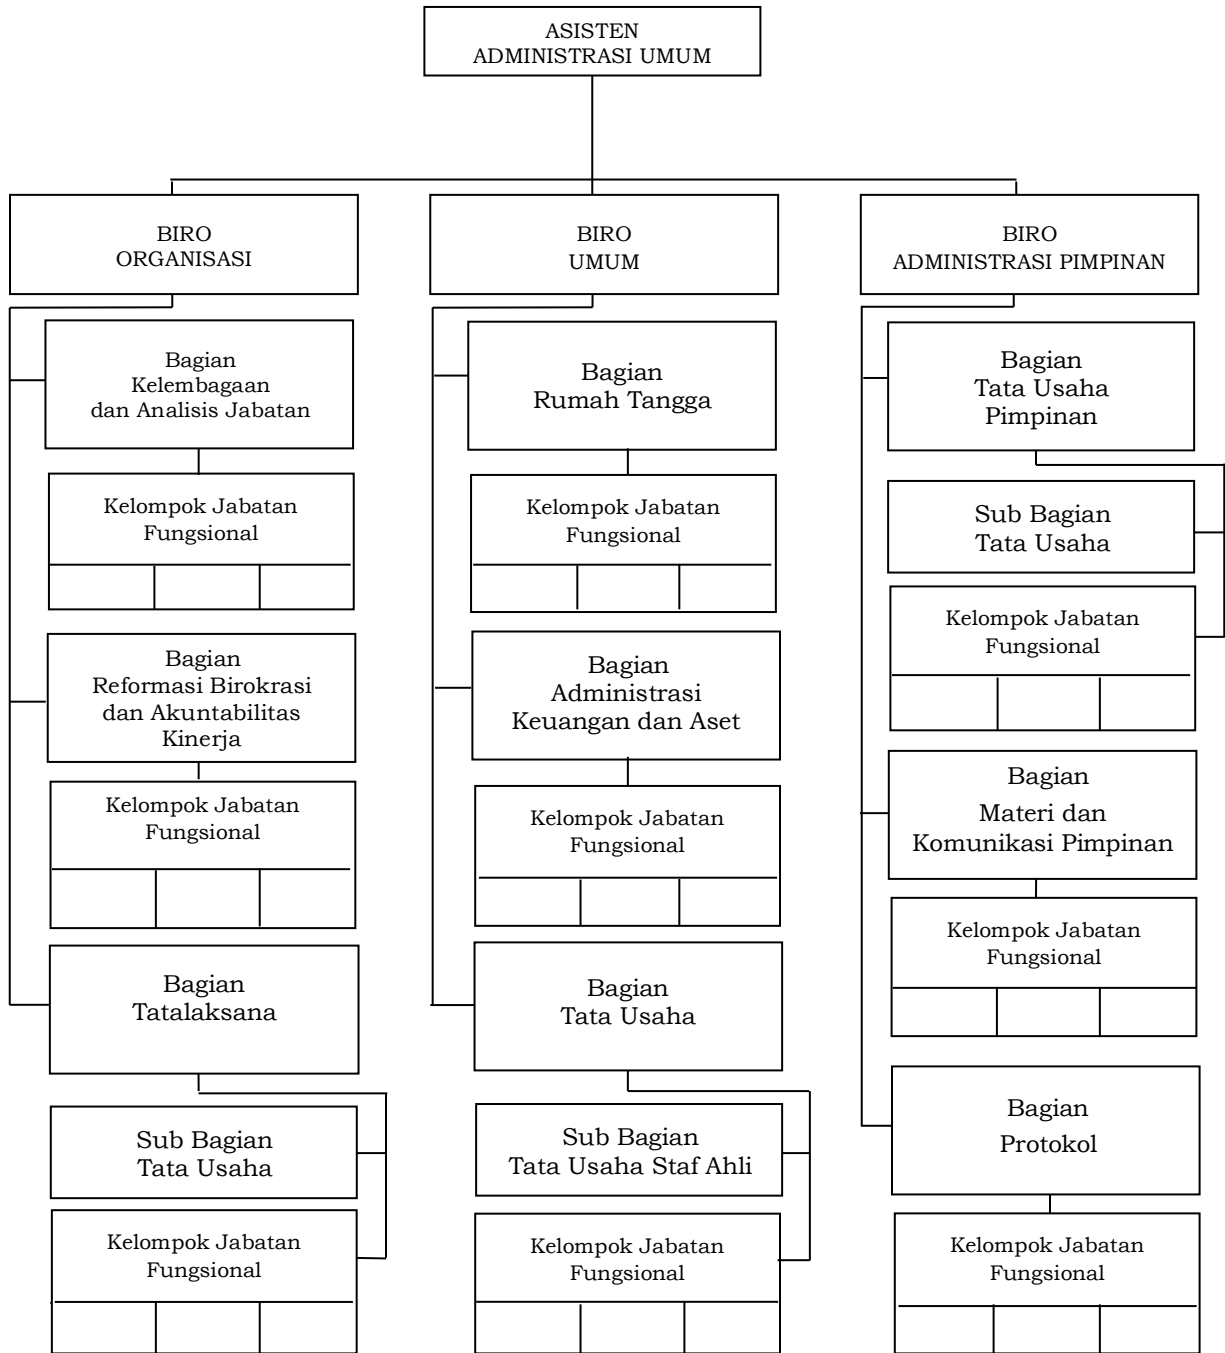 ASISTEN
ADMINISTRASI UMUM
BIRO
ORGANISASI
Bagian
Kelembagaan
dan Analisis Jabatan
Kelompok Jabatan
Fungsional
Bagian
Reformasi Birokrasi
dan Akuntabilitas
Kinerja
Kelompok Jabatan
Fungsional
Bagian
Tatalaksana
Sub Bagian
Tata Usaha
Kelompok Jabatan
Fungsional
BIRO
UMUM
Bagian
Rumah Tangga
Kelompok Jabatan
Fungsional
Bagian
Administrasi
Keuangan dan Aset
Kelompok Jabatan
Fungsional
Bagian
Tata Usaha
Sub Bagian
Tata Usaha Staf Ahli
Kelompok Jabatan
Fungsional
BIRO
ADMINISTRASI PIMPINAN
Bagian
Tata Usaha
Pimpinan
Sub Bagian
Tata Usaha
Kelompok Jabatan
Fungsional
Bagian
Materi dan
Komunikasi Pimpinan
Kelompok Jabatan
Fungsional
Bagian
Protokol
Kelompok Jabatan
Fungsional